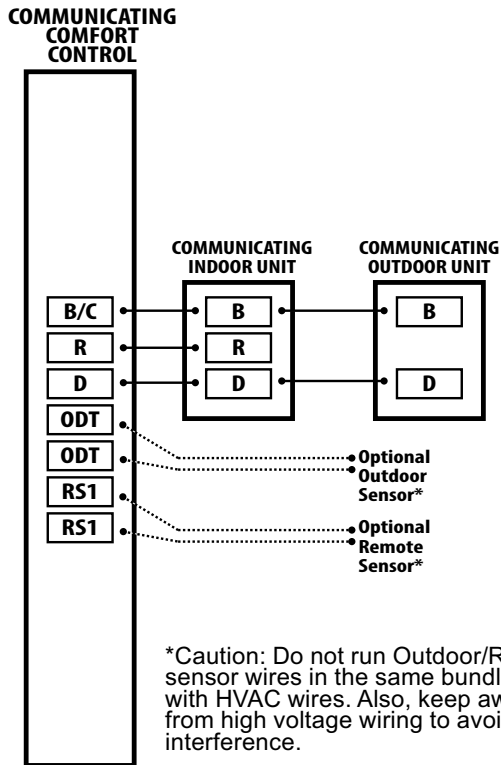 COMMUNICATING
COMFORT
CONTROL
COMMUNICATING
INDOOR UNIT
COMMUNICATING
OUTDOOR UNIT
B/C
B
B
R
R
D
D
D
ODT
ODT
Optional
Outdoor
Sensor*
RS1
RS1
Optional
Remote
Sensor*
*Caution: Do not run Outdoor/R
sensor wires in the same bundl
with HVAC wires. Also, keep aw
from high voltage wiring to avoi
interference.